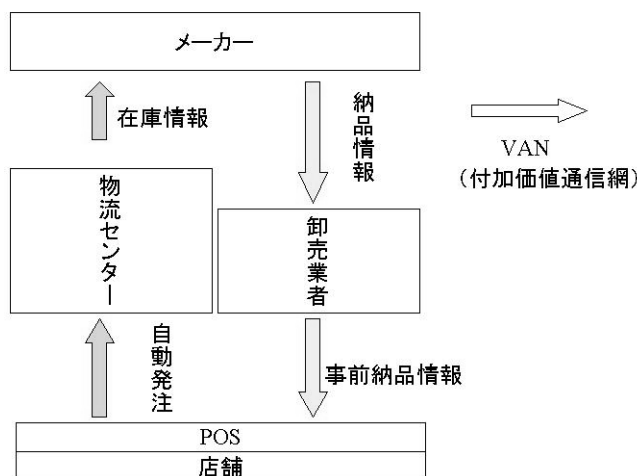 メーカー
在庫情報
納品情報
VAN
(付加価値通信網)
物流センター
卸売業者
自動発注
事前納品情報
POS
店舗